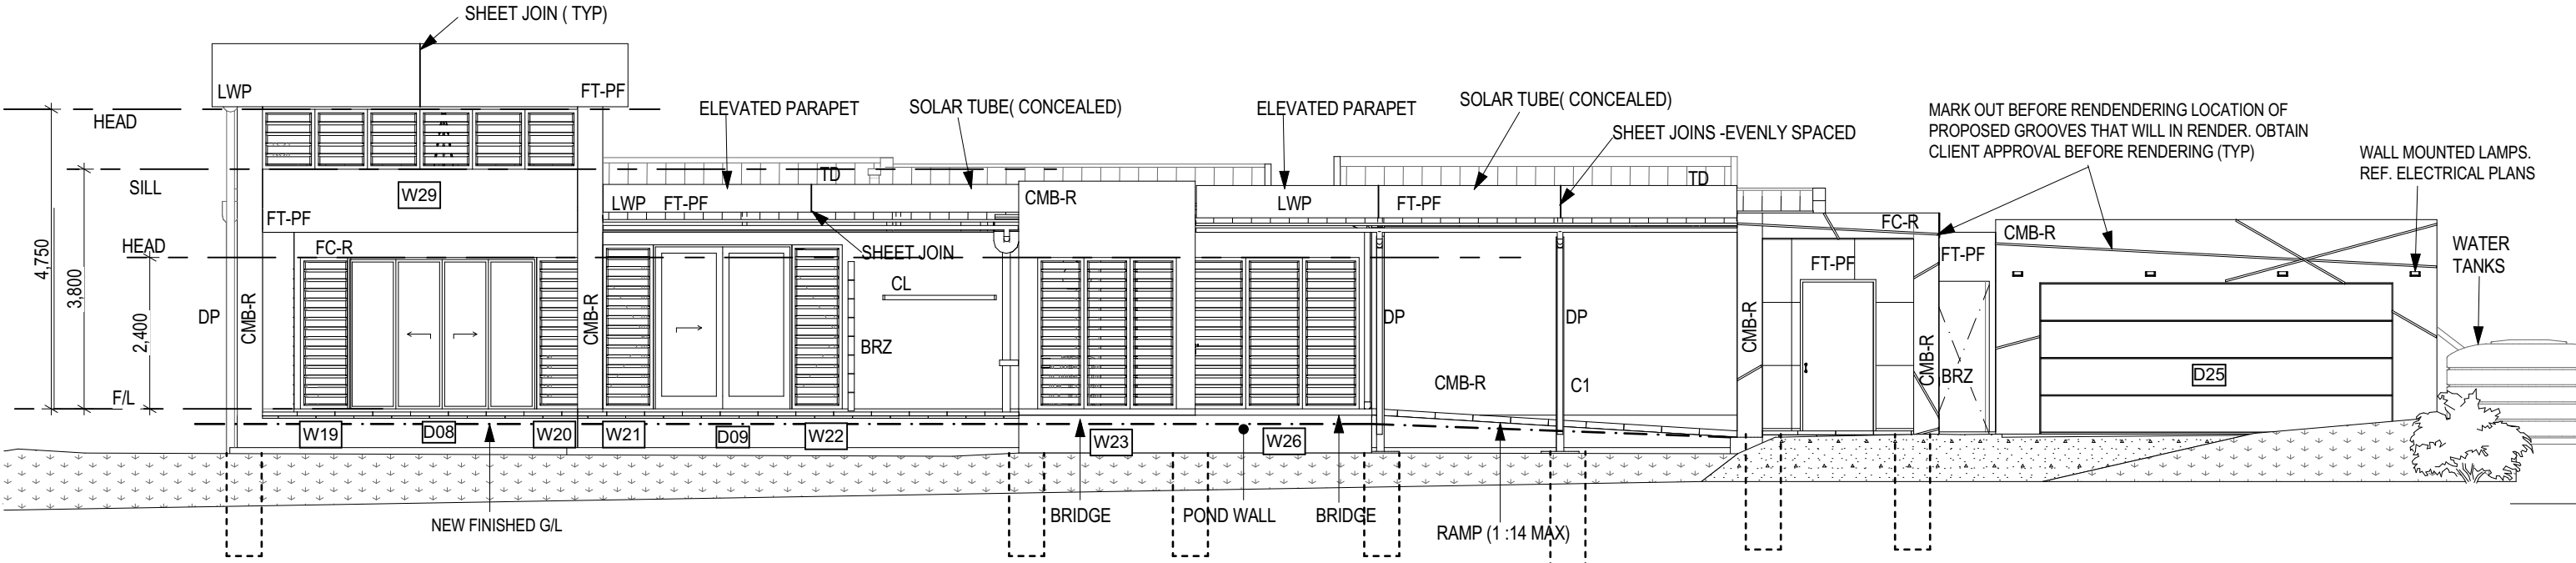 SHEET JOIN ( TYP)
LWP
FT-PF
HEAD
ELEVATED PARAPET
SOLAR TUBE( CONCEALED)
ELEVATED PARAPET
SOLAR TUBE( CONCEALED)
SHEET JOINS -EVENLY SPACED
MARK OUT BEFORE RENDENDERING LOCATION OF
PROPOSED GROOVES THAT WILL IN RENDER. OBTAIN
CLIENT APPROVAL BEFORE RENDERING (TYP)
WALL MOUNTED LAMPS.
REF. ELECTRICAL PLANS
SILL
W29
TD
TD
LWP
FT-PF
CMB-R
LWP
FT-PF
FT-PF
FC-R
CMB-R
HEAD
FC-R
SHEET JOIN
FT-PF
FT-PF
WATER
TANKS
4,750
3,800
2,400
CL
DP
CMB-R
CMB-R
BRZ
DP
DP
CMB-R
C1
CMB-R
CMB-R
BRZ
D25
F/L
W19
D08
W20
W21
D09
W22
W23
W26
NEW FINISHED G/L
BRIDGE
POND WALL
BRIDGE
RAMP (1 :14 MAX)